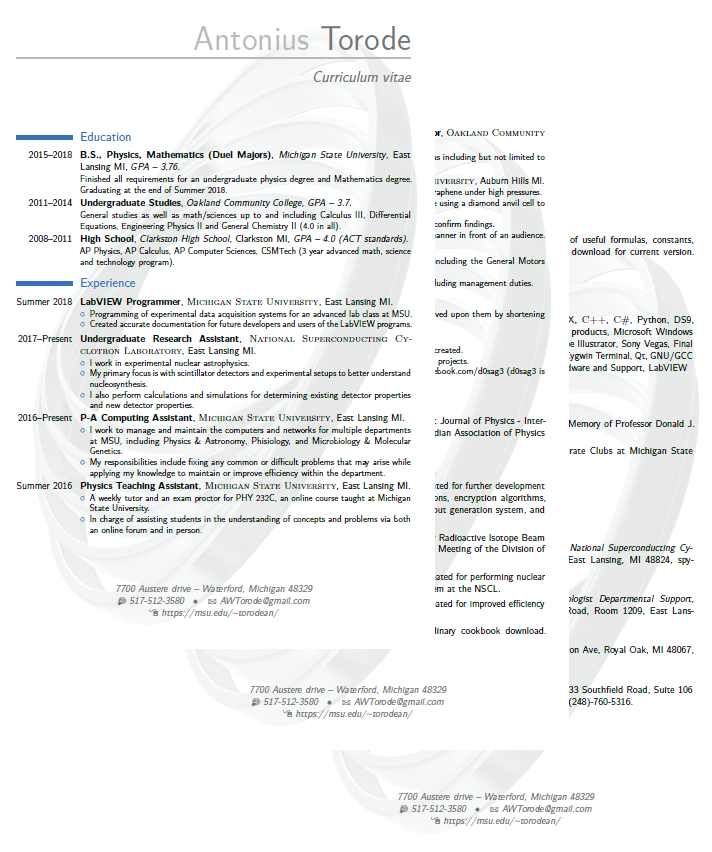 Antonius Torode
Curriculum vitae
Education
2015–2018 B.S., Physics, Mathematics (Duel Majors), Michigan State University, East
Lansing MI, GPA – 3.76.
Finished all requirements for an undergraduate physics degree and Mathematics degree.
Graduating at the end of Summer 2018.
2011–2014 Undergraduate Studies, Oakland Community College, GPA – 3.7.
General studies as well as math/sciences up to and including Calculus III, Differential
Equations, Engineering Physics II and General Chemistry II (4.0 in all).
2008–2011 High School, Clarkston High School, Clarkston MI, GPA – 4.0 (ACT standards).
AP Physics, AP Calculus, AP Computer Sciences, CSMTech (3 year advanced math, science
and technology program).
Experience
Summer 2018 LabVIEW Programmer, Michigan State University, East Lansing MI.
○ Programming of experimental data acquisition systems for an advanced lab class at MSU.
○ Created accurate documentation for future developers and users of the LabVIEW programs.
2017–Present Undergraduate Research Assistant, National Superconducting Cy-
clotron Laboratory, East Lansing MI.
○ I work in experimental nuclear astrophysics.
○ My primary focus is with scintillator detectors and experimental setups to better understand
nucleosynthesis.
○ I also perform calculations and simulations for determining existing detector properties
and new detector properties.
2016–Present P-A Computing Assistant, Michigan State University, East Lansing MI.
○ I work to manage and maintain the computers and networks for multiple departments
at MSU, including Physics & Astronomy, Phisiology, and Microbiology & Molecular
Genetics.
○ My responsibilities include fixing any common or difficult problems that may arise while
applying my knowledge to maintain or improve efficiency within the department.
Summer 2016 Physics Teaching Assistant, Michigan State University, East Lansing MI.
○ A weekly tutor and an exam proctor for PHY 232C, an online course taught at Michigan
State University.
○ In charge of assisting students in the understanding of concepts and problems via both
an online forum and in person.
7700 Austere drive – Waterford, Michigan 48329
517-512-3580 • AWTorode@gmail.com
https://msu.edu/~torodean/
or, Oakland Community
including but not limited to
iversity, Auburn Hills MI.
raphene under high pressures.
using a diamond anvil cell to
confirm findings.
anner in front of an audience.
including the General Motors
luding management duties.
ved upon them by shortening
created.
projects.
ebook.com/d0sag3 (d0sag3 is
Journal of Physics - Inter-
dian Association of Physics
ted for further development
ons, encryption algorithms,
out generation system, and
Radioactive Isotope Beam
Meeting of the Division of
ated for performing nuclear
em at the NSCL.
ated for improved efficiency
linary cookbook download.
7700 Austere drive – Waterford, Michigan 48329
517-512-3580 • AWTorode@gmail.com
https://msu.edu/~torodean/
of useful formulas, constants,
download for current version.
X, C++, C#, Python, DS9,
products, Microsoft Windows
e Illustrator, Sony Vegas, Final
Cygwin Terminal, Qt, GNU/GCC
dware and Support, LabVIEW
Memory of Professor Donald J.
rate Clubs at Michigan State
National Superconducting Cy-
East Lansing, MI 48824, spy-
ologist Departmental Support,
Road, Room 1209, East Lans-
on Ave, Royal Oak, MI 48067,
33 Southfield Road, Suite 106
(248)-760-5316.
7700 Austere drive – Waterford, Michigan 48329
517-512-3580 • AWTorode@gmail.com
https://msu.edu/~torodean/